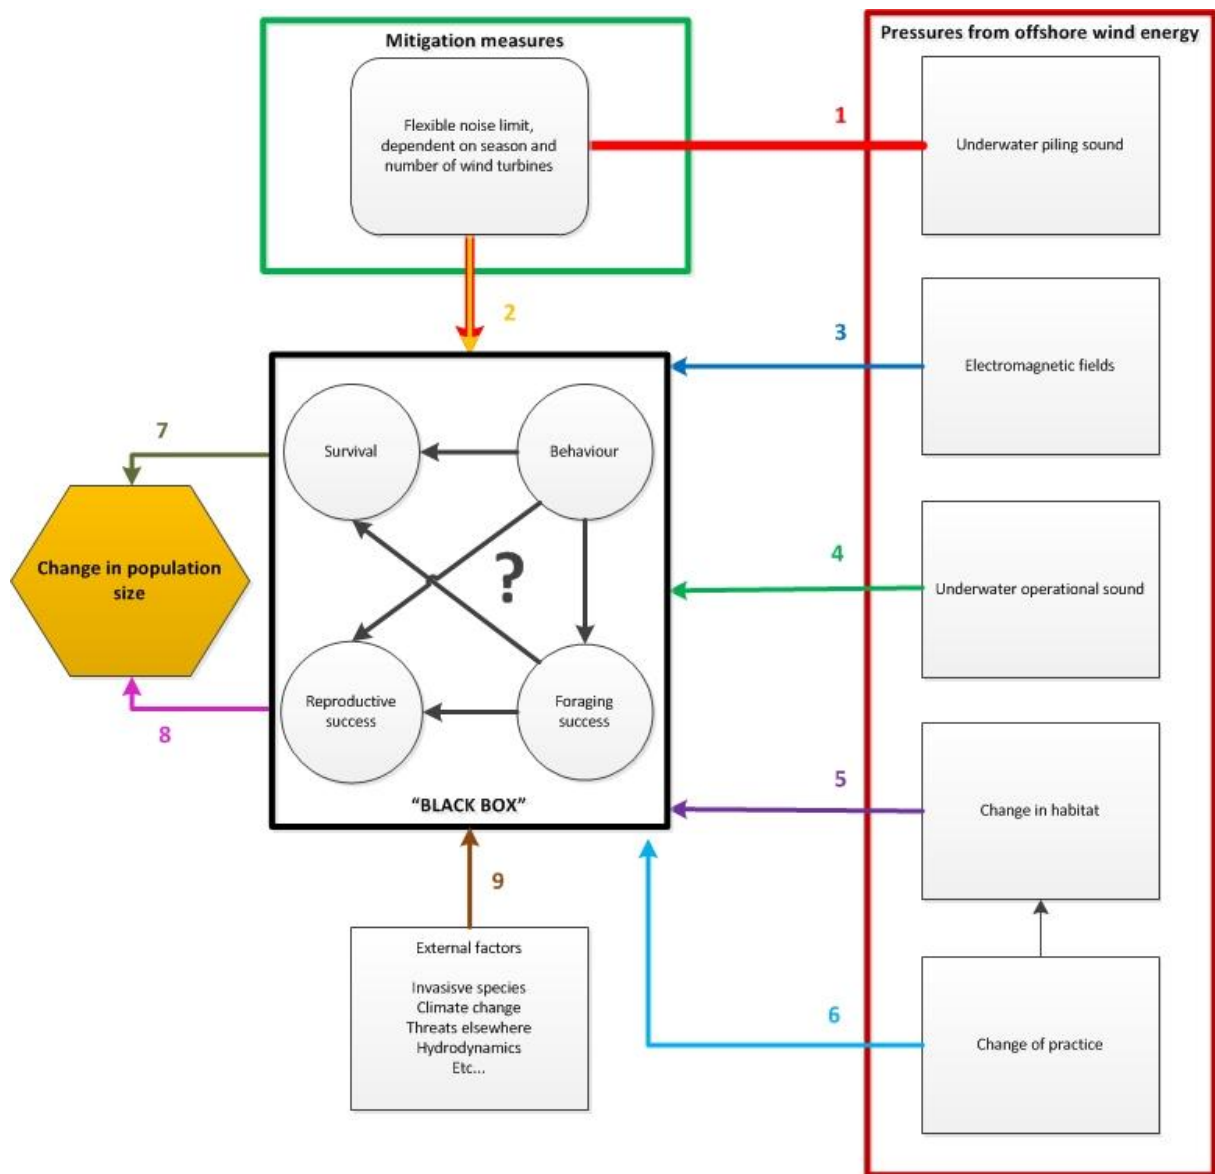 Mitigation measures
Flexible noise limit,
dependent on season and
number of wind turbines
Pressures from offshore wind energy
1
Underwater piling sound
2
3
Electromagnetic fields
7
Survival
Behaviour
?
4
Underwater operational sound
Change in population
size
8
Reproductive
success
Foraging
success
"BLACK BOX"
5
Change in habitat
9
External factors
Invasisve species
Climate change
Threats elsewhere
Hydrodynamics
Etc...
6
Change of practice